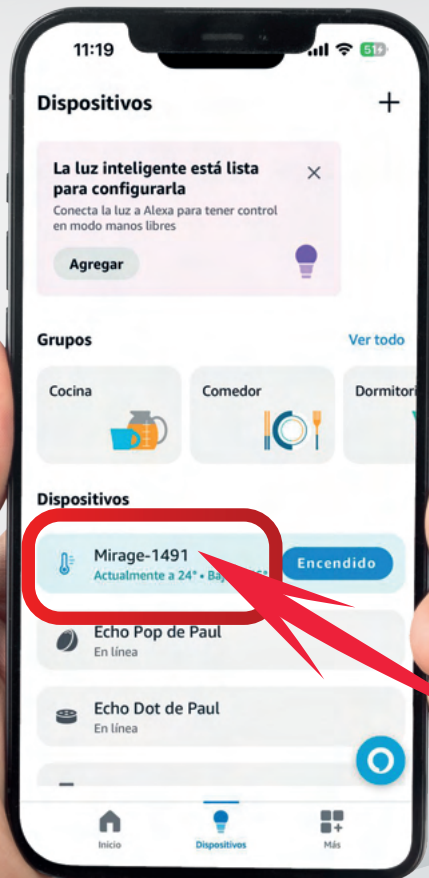 11:19
51
Dispositivos
La luz inteligente está lista
para configurarla
Conecta la luz a Alexa para tener control
en modo manos libres
Agregar
Grupos
Ver todo
Cocina
Comedor
Dormitori
Dispositivos
Mirage-1491
Actualmente a 24° •
Encendido
Echo Pop de Paul
En línea
Echo Dot de Paul
En línea
Inicio
Dispositivos
Más